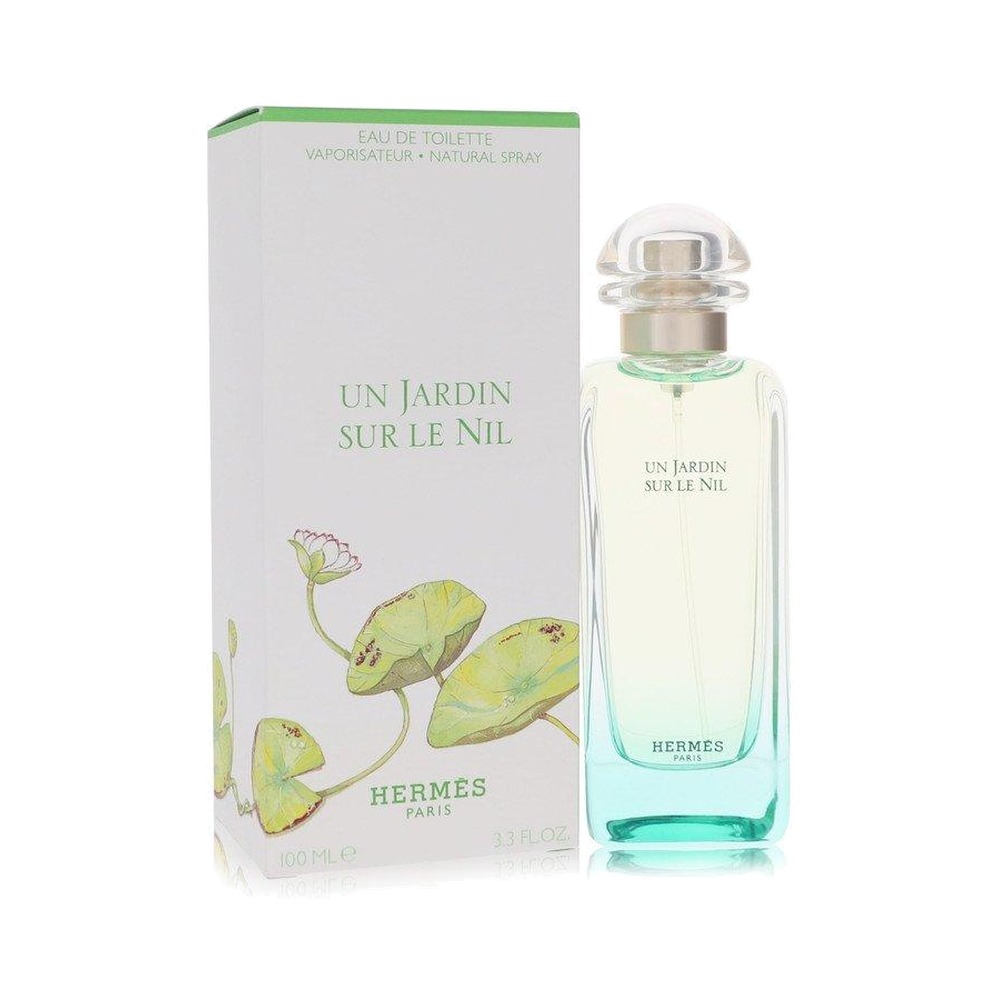 EAU DE TOILETTE
VAPORISATEUR • NATURAL SPRAY
UN JARDIN
SUR LE NIL
HERMÈS
PARIS
100 ML ℮
3.3 FL.OZ.
UN JARDIN
SUR LE NIL
HERMÈS
PARIS